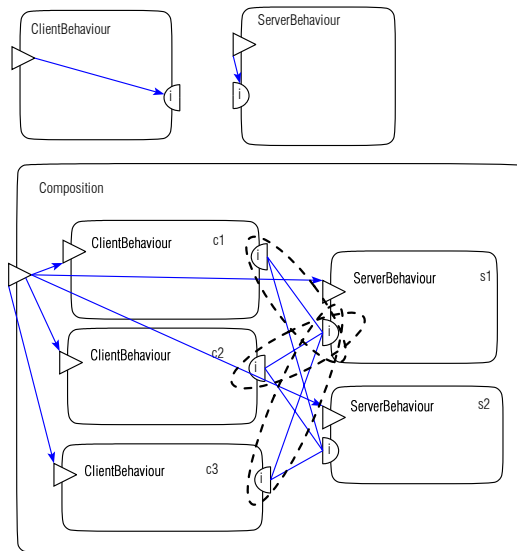 ClientBehaviour
ServerBehaviour
i
i
Composition
ClientBehaviour c1
i
ServerBehaviour s1
i
ClientBehaviour c2
i
ServerBehaviour s2
i
ClientBehaviour c3
i